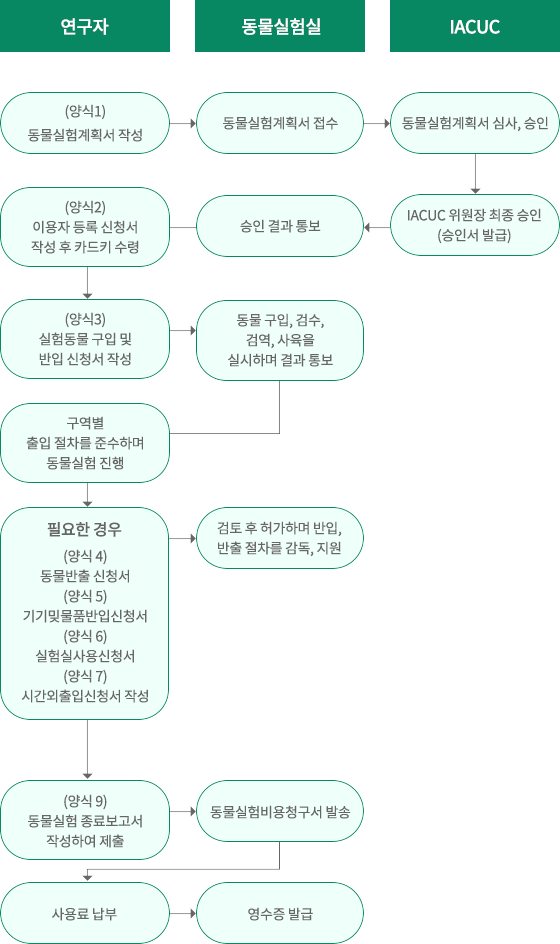 연구자
동물실험실
IACUC
(양식1)
동물실험계획서 작성
동물실험계획서 접수
동물실험계획서 심사, 승인
(양식2)
이용자 등록 신청서
작성 후 카드키 수령
승인 결과 통보
IACUC 위원장 최종 승인
(승인서 발급)
(양식3)
실험동물 구입 및
반입 신청서 작성
동물 구입, 검수,
검역, 사육을
실시하며 결과 통보
구역별
출입 절차를 준수하며
동물실험 진행
필요한 경우
(양식 4)
동물반출 신청서
(양식 5)
기기및물품반입신청서
(양식 6)
실험실사용신청서
(양식 7)
시간외출입신청서 작성
검토 후 허가하며 반입,
반출 절차를 감독, 지원
(양식 9)
동물실험 종료보고서
작성하여 제출
동물실험비용청구서 발송
사용료 납부
영수증 발급